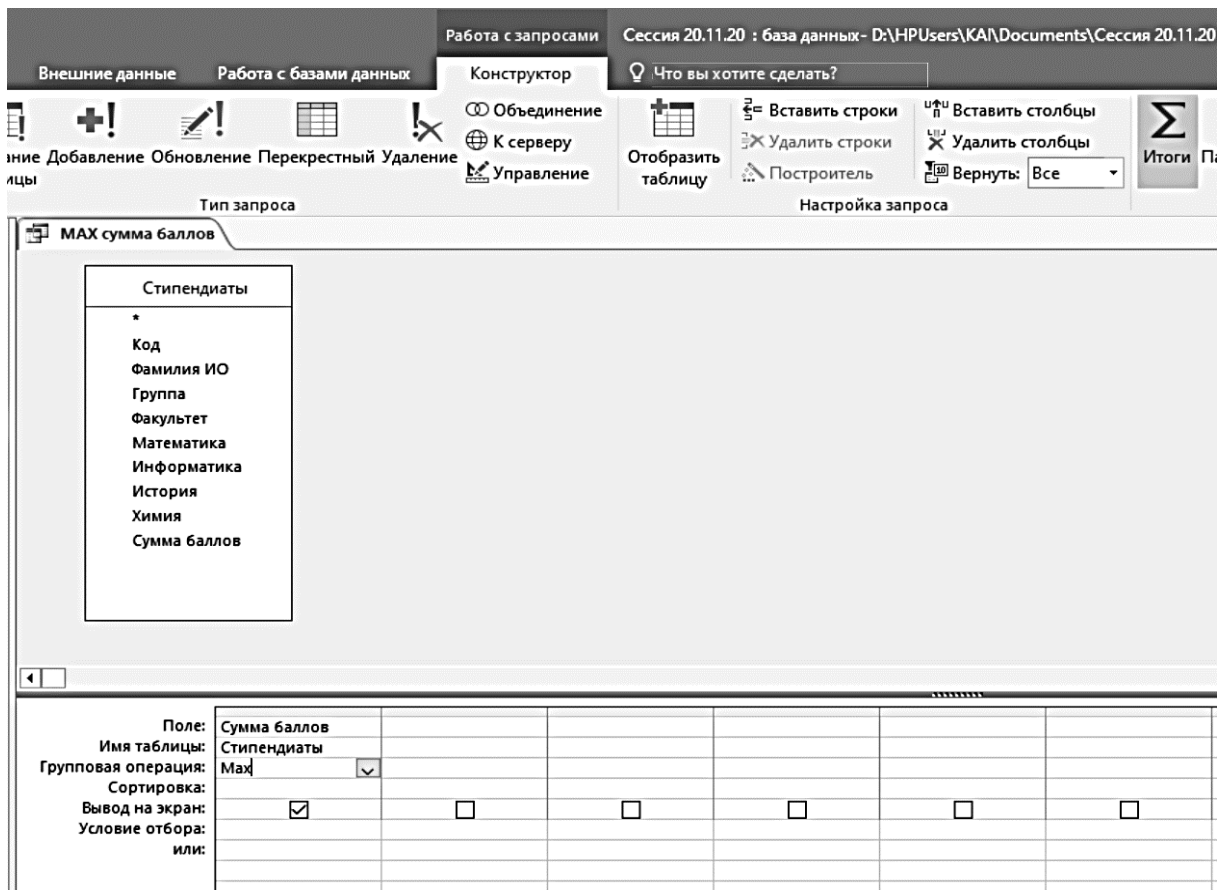 Работа с запросами Сессия 20.11.20 : база данных- D:\HPUsers\KAI\Documents\Сессия 20.11.20
Внешние данные Работа с базами данных Конструктор Что вы хотите сделать?
Добавление Обновление Перекрестный Удаление
Объединение
К серверу
Управление
Тип запроса
Отобразить
таблицу
Вставить строки
Удалить строки
Построитель
Вставить столбцы
Удалить столбцы
Вернуть: Все
Настройка запроса
Итоги
MAX сумма баллов
Стипендиаты
*
Код
Фамилия ИО
Группа
Факультет
Математика
Информатика
История
Химия
Сумма баллов
Поле: Сумма баллов
Имя таблицы: Стипендиаты
Групповая операция: Max
Сортировка:
Вывод на экран:
Условие отбора:
или: